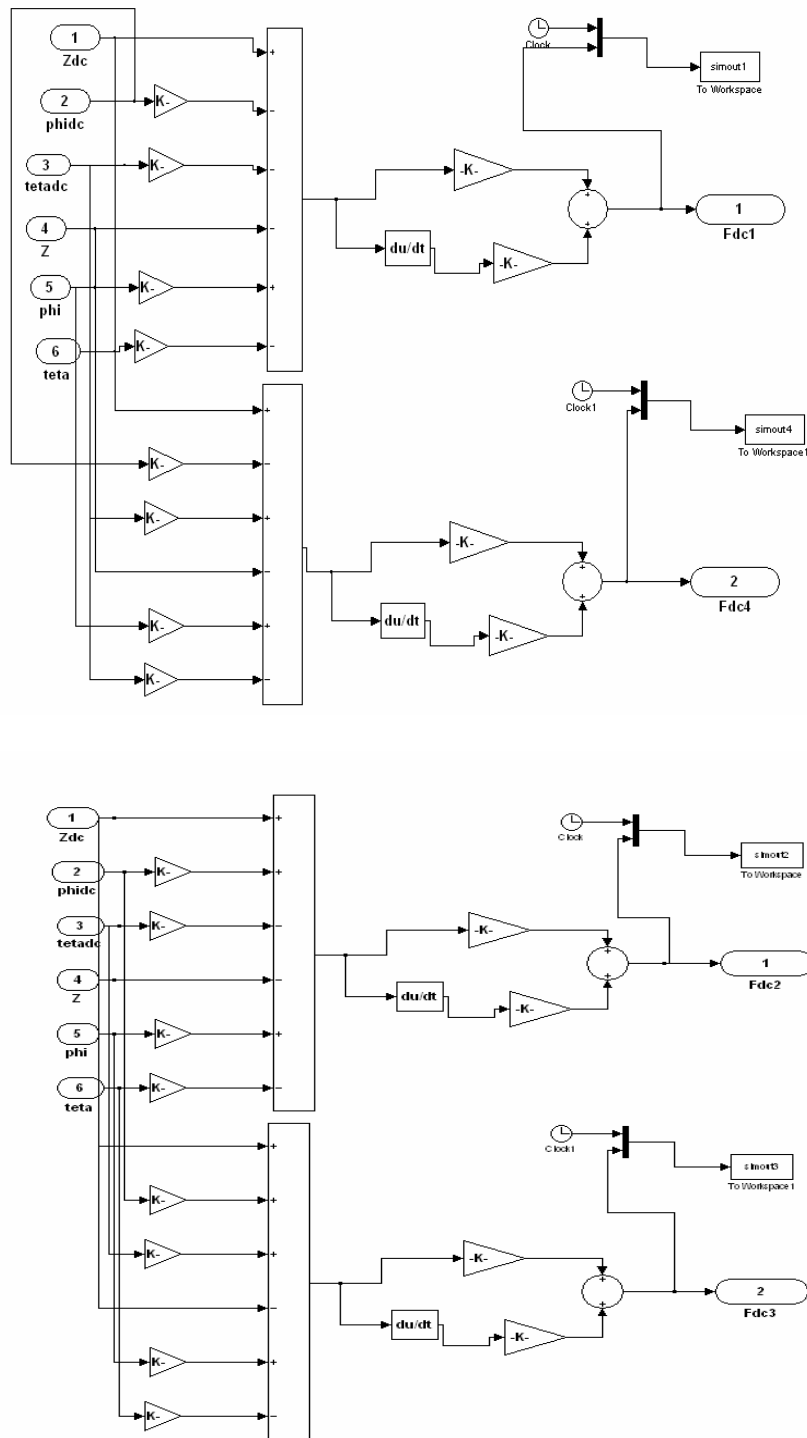 1
Zdc
2
phidc
3
tetadc
4
Z
5
phi
6
teta
K-
K-
K-
K-
+
-
-
-
+
-
-K-
du/dt
-K-
+
+
Clock
simout1
To Workspace
1
Fdc1
K-
K-
K-
K-
+
-
+
-
+
-
-K-
du/dt
-K-
+
+
Clock1
simout4
To Workspace1
2
Fdc4
1
Zdc
2
phidc
3
tetadc
4
Z
5
phi
6
teta
K-
K-
K-
K-
+
+
-
-
+
-
-K-
du/dt
-K-
+
+
Clock
simout2
To Workspace
1
Fdc2
K-
K-
K-
K-
+
+
+
-
+
-
-K-
du/dt
-K-
+
+
Clock1
simout3
To Workspace1
2
Fdc3